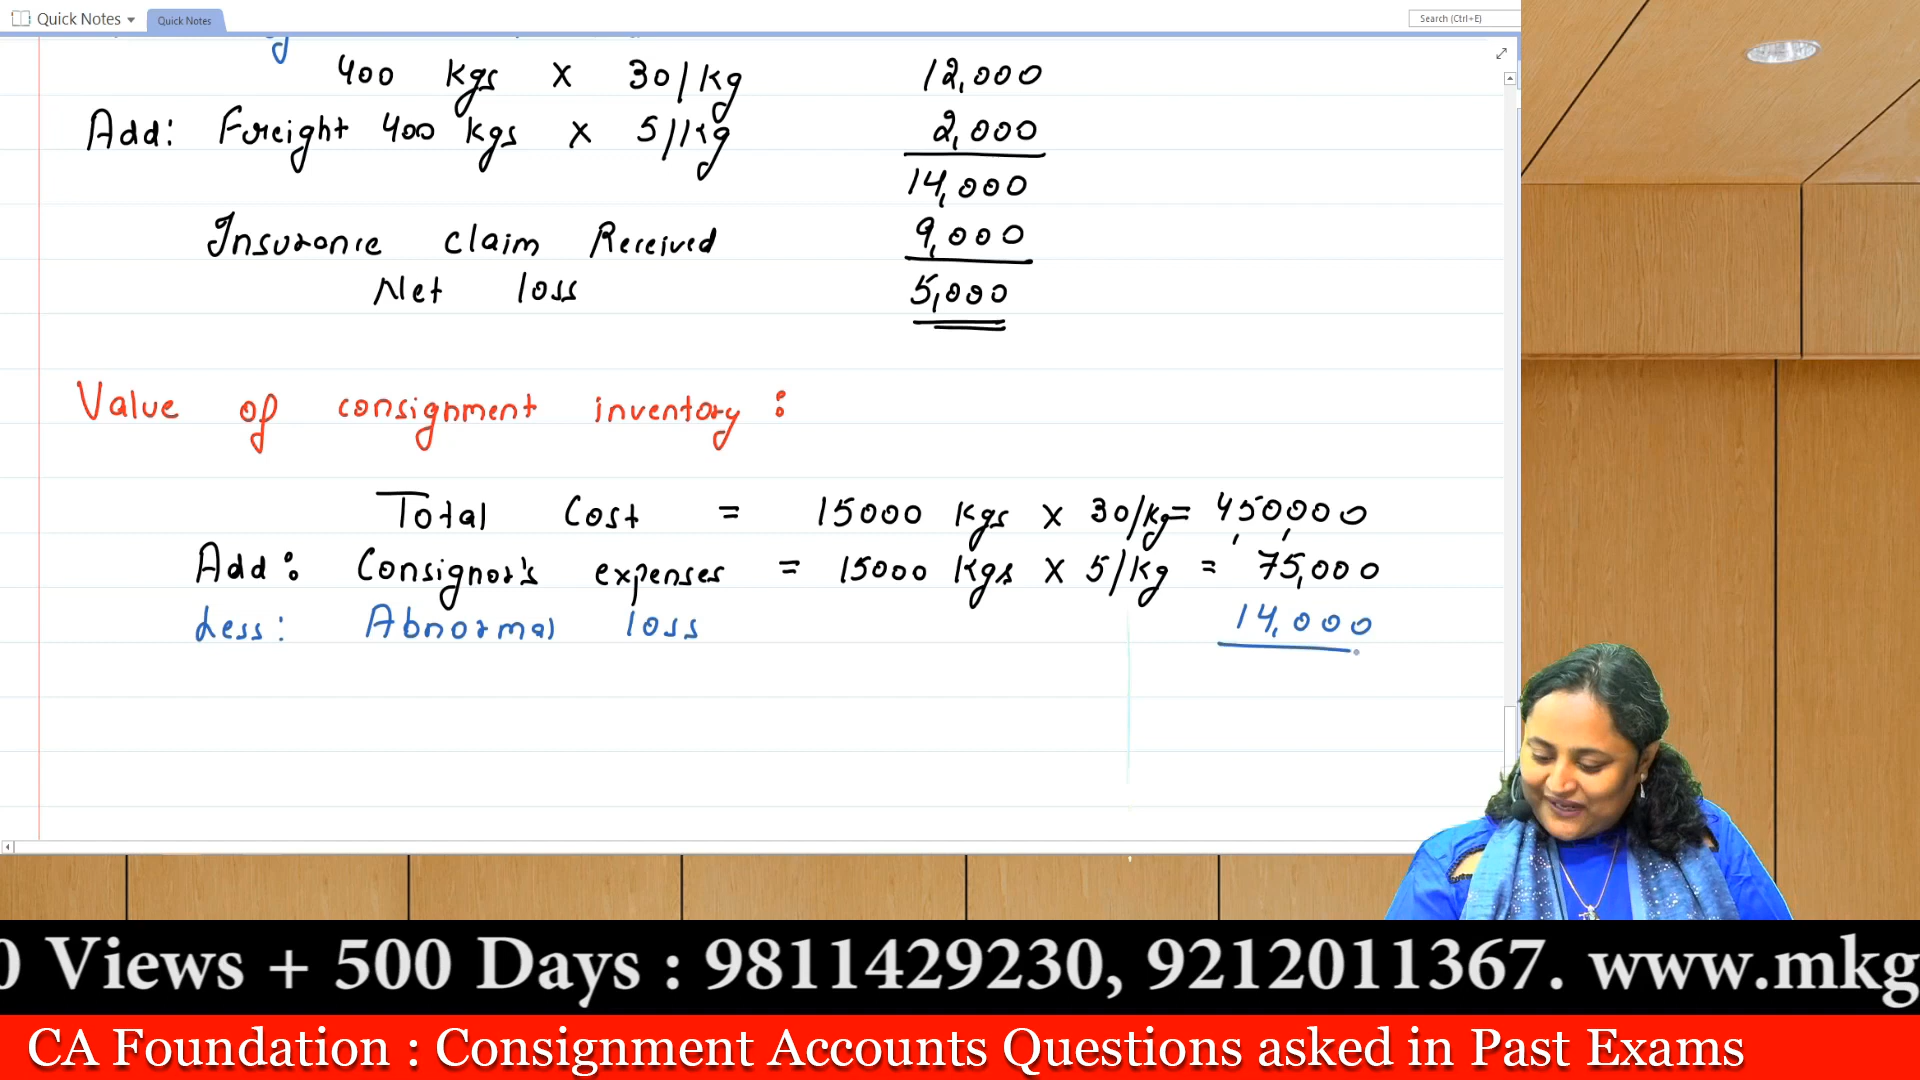 Quick Notes
Quick Notes
Search (Ctrl+E)
400 kgs x 30/kg 12,000
Add: Freight 400 kgs x 5/kg 2,000
14,000
Insurance claim Received 9,000
Net loss 5,000
Value of consignment inventory :
Total Cost = 15000 kgs x 30/kg = 4,50,000
Add: Consignor's expenses = 15000 kgs x 5/kg = 75,000
Less: Abnormal loss 14,000
0 Views + 500 Days : 9811429230, 9212011367. www.mkg
CA Foundation : Consignment Accounts Questions asked in Past Exams